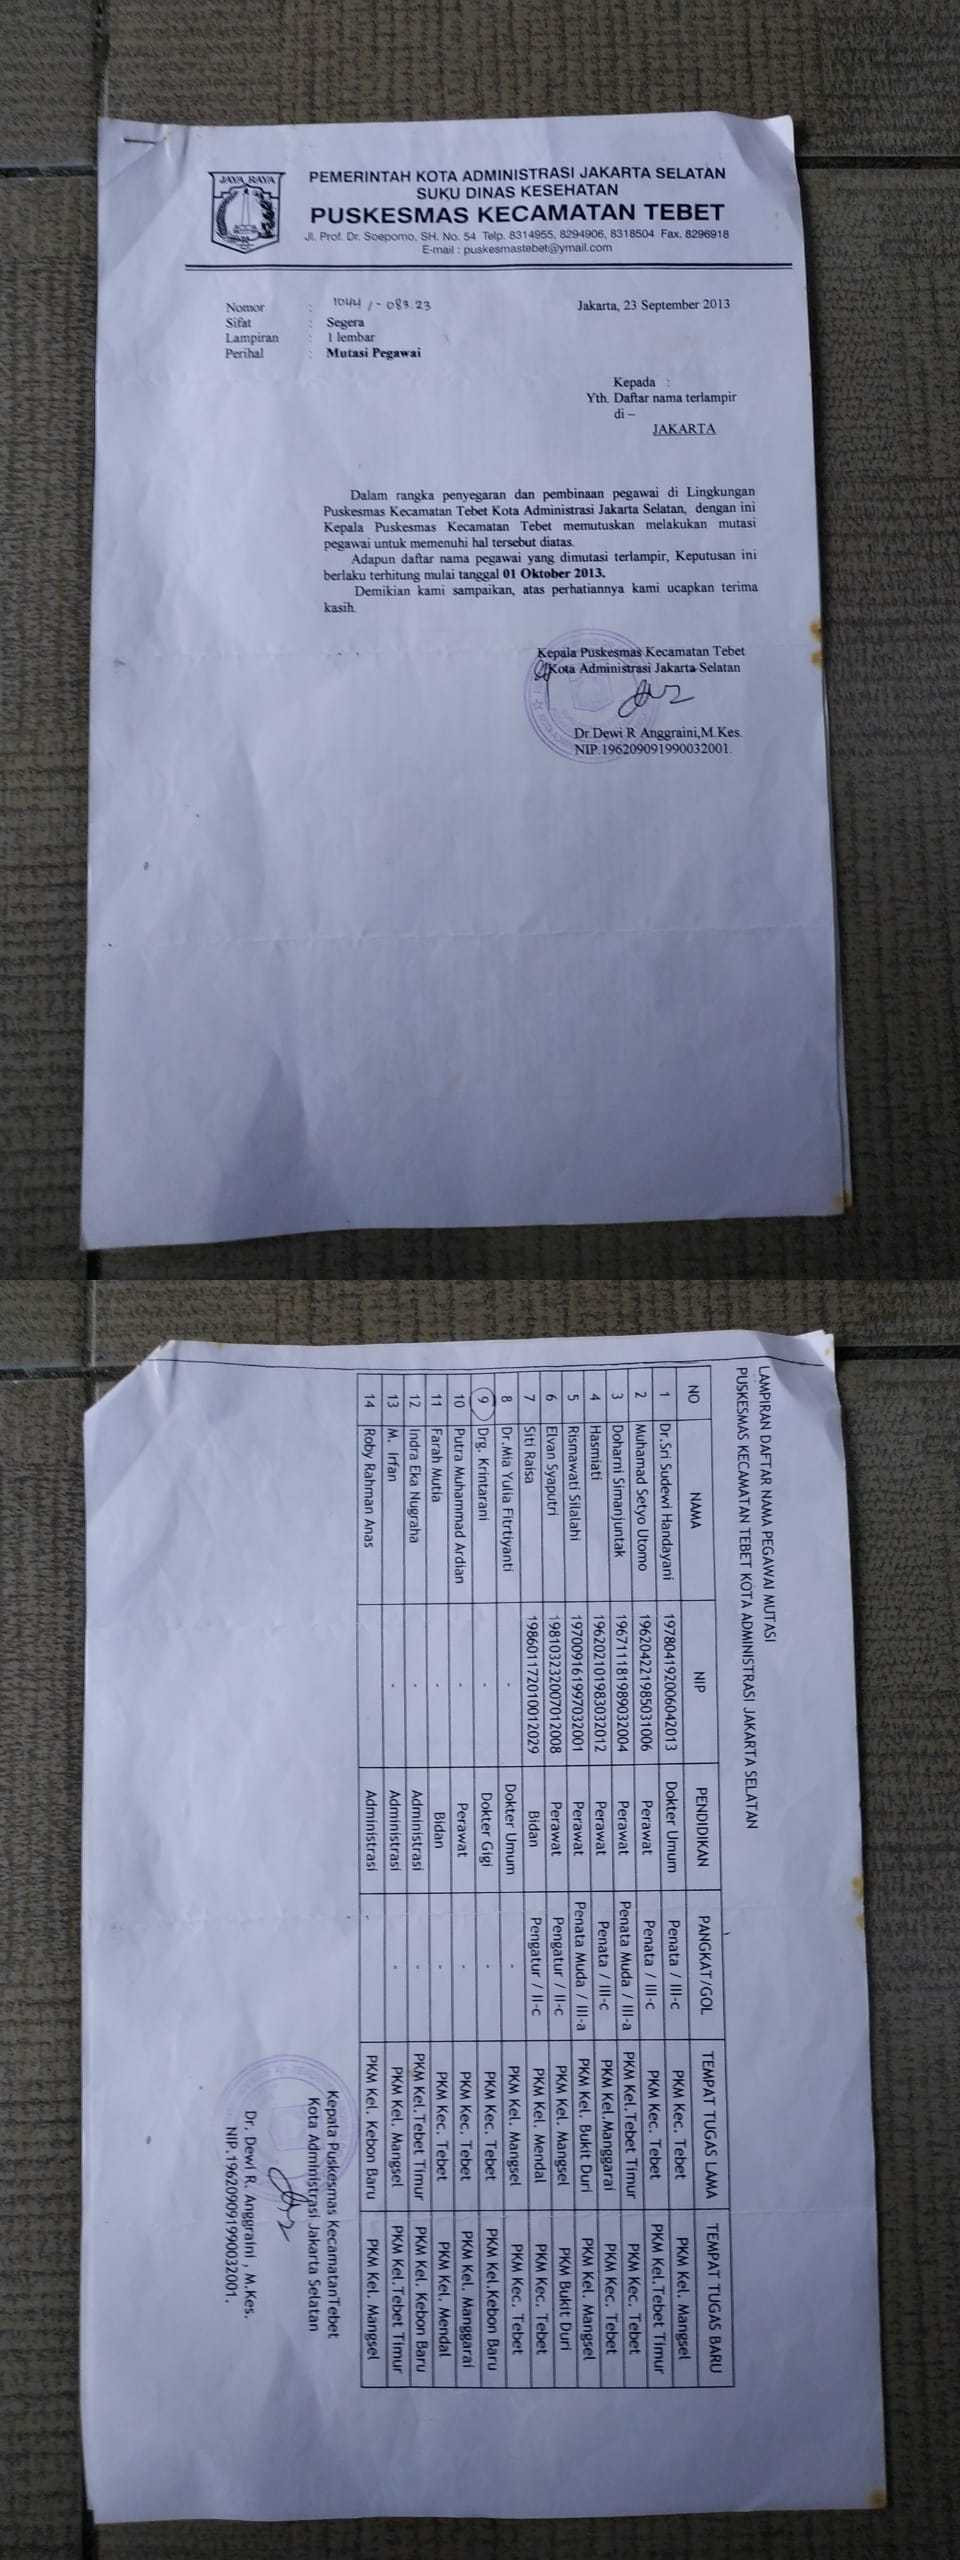 JAYA RAYA
PEMERINTAH KOTA ADMINISTRASI JAKARTA SELATAN
SUKU DINAS KESEHATAN
PUSKESMAS KECAMATAN TEBET
Jl. Prof. Dr. Soepomo, SH. No. 54 Telp. 8314955, 8294906, 8318504 Fax. 8296918
E-mail : puskesmastebet@ymail.com
Nomor : 1044 / - 087.23 Jakarta, 23 September 2013
Sifat : Segera
Lampiran : 1 lembar
Perihal : Mutasi Pegawai
Kepada :
Yth. Daftar nama terlampir
di –
JAKARTA
Dalam rangka penyegaran dan pembinaan pegawai di Lingkungan
Puskesmas Kecamatan Tebet Kota Administrasi Jakarta Selatan, dengan ini
Kepala Puskesmas Kecamatan Tebet memutuskan melakukan mutasi
pegawai untuk memenuhi hal tersebut diatas.
Adapun daftar nama pegawai yang dimutasi terlampir, Keputusan ini
berlaku terhitung mulai tanggal 01 Oktober 2013.
Demikian kami sampaikan, atas perhatiannya kami ucapkan terima
kasih.
Kepala Puskesmas Kecamatan Tebet
Kota Administrasi Jakarta Selatan
Dr.Dewi R Anggraini,M.Kes.
NIP.196209091990032001.
LAMPIRAN DAFTAR NAMA PEGAWAI MUTASI
PUSKESMAS KECAMATAN TEBET KOTA ADMINISTRASI JAKARTA SELATAN
NO NAMA NIP PENDIDIKAN PANGKAT/GOL TEMPAT TUGAS LAMA TEMPAT TUGAS BARU
1 Dr.Sri Sudewi Handayani 197804192006042013 Dokter Umum Penata / III-c PKM Kec. Tebet PKM Kel. Mangsel
2 Muhamad Setyo Utomo 196204221985031006 Perawat Penata / III-c PKM Kec. Tebet PKM Kel.Tebet Timur
3 Doharni Simanjuntak 196711181989032004 Perawat Penata Muda / III-a PKM Kel.Tebet Timur PKM Kec. Tebet
4 Hasmiati 196202101983032012 Perawat Penata / III-c PKM Kel.Manggarai PKM Kec. Tebet
5 Rismawati Silalahi 197009161997032001 Perawat Penata Muda / III-a PKM Kel. Bukit Duri PKM Kel. Mangsel
6 Elvan Syaputri 198103232007012008 Perawat Pengatur / II-c PKM Kel. Mangsel PKM Bukit Duri
7 Siti Raisa 198601172010012029 Bidan Pengatur / II-c PKM Kel. Mendal PKM Kec. Tebet
8 Dr.Mia Yulia Fitrtiyanti - Dokter Umum - PKM Kel. Mangsel PKM Kec. Tebet
9 Drg. Krintarani - Dokter Gigi - PKM Kec. Tebet PKM Kel.Kebon Baru
10 Putra Muhammad Ardian - Perawat - PKM Kec. Tebet PKM Kel. Manggarai
11 Farah Mutia - Bidan - PKM Kec. Tebet PKM Kel. Mendal
12 Indra Eka Nugraha - Administrasi - PKM Kel.Tebet Timur PKM Kel. Kebon Baru
13 M. Irfan - Administrasi - PKM Kel. Mangsel PKM Kel.Tebet Timur
14 Roby Rahman Anas Administrasi - PKM Kel. Kebon Baru PKM Kel. Mangsel
Kepala Puskesmas KecamatanTebet
Kota Administrasi Jakarta Selatan
Dr. Dewi R. Anggraini , M.Kes.
NIP.196209091990032001.